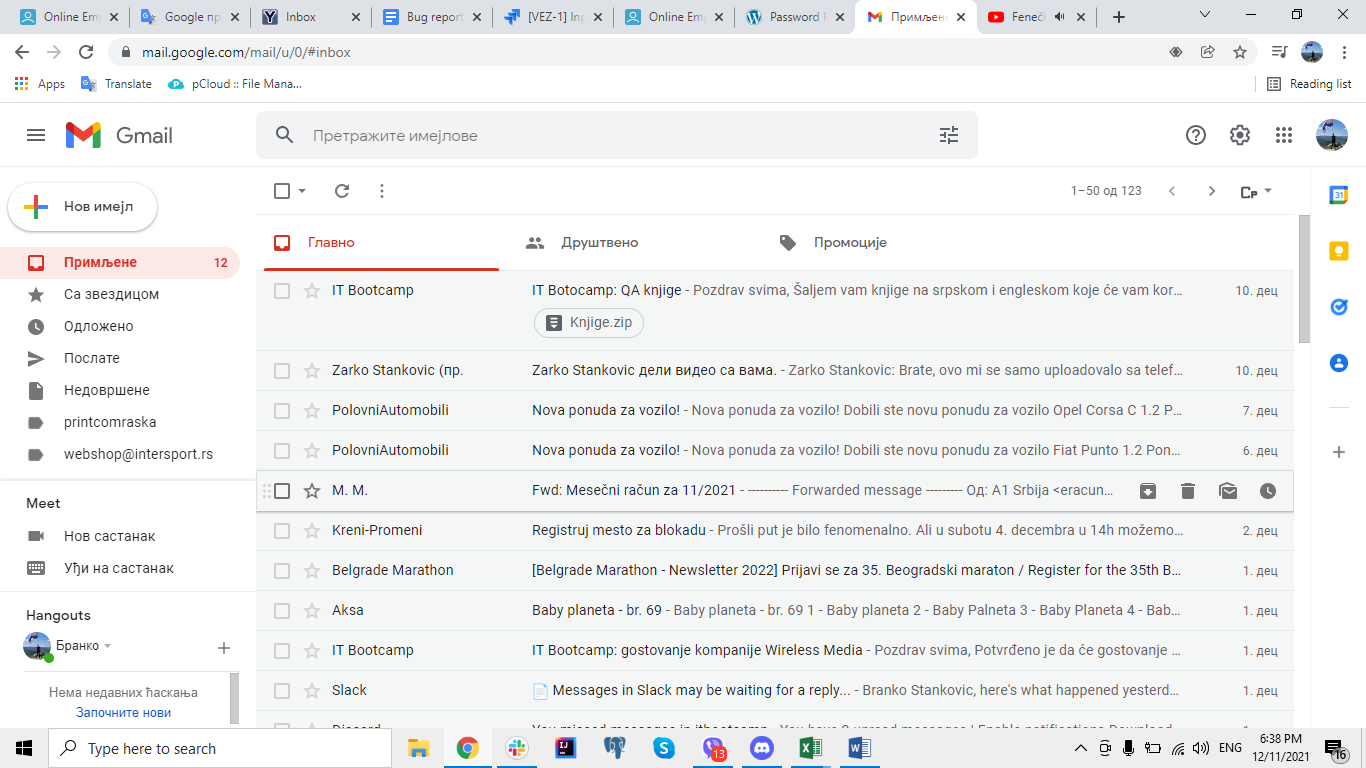 Online Em
Google пр
Inbox
Bug report
[VEZ-1] In
Online Em
Password
Примљене
Feneč
mail.google.com/mail/u/0/#inbox
Apps
Translate
pCloud :: File Mana...
Reading list
Gmail
Претражите имејлове
Нов имејл
1–50 од 123
Ср
Главно
Друштвено
Промоције
Примљене 12
Са звездицом
Одложено
Послате
Недовршене
printcomraska
webshop@intersport.rs
Meet
Нов састанак
Уђи на састанак
Hangouts
Бранко
Нема недавних ћаскања
Започните нови
IT Bootcamp IT Botocamp: QA knjige - Pozdrav svima, Šaljem vam knjige na srpskom i engleskom koje će vam kor... 10. дец
Knjige.zip
Zarko Stankovic (пр. Zarko Stankovic дели видео са вама. - Zarko Stankovic: Brate, ovo mi se samo uploadovalo sa telef... 10. дец
PolovniAutomobili Nova ponuda za vozilo! - Nova ponuda za vozilo! Dobili ste novu ponudu za vozilo Opel Corsa C 1.2 P... 7. дец
PolovniAutomobili Nova ponuda za vozilo! - Nova ponuda za vozilo! Dobili ste novu ponudu za vozilo Fiat Punto 1.2 Pon... 6. дец
M. M. Fwd: Mesečni račun za 11/2021 - ---------- Forwarded message --------- Од: A1 Srbija <eracun...
Kreni-Promeni Registruj mesto za blokadu - Prošli put je bilo fenomenalno. Ali u subotu 4. decembra u 14h možemo... 2. дец
Belgrade Marathon [Belgrade Marathon - Newsletter 2022] Prijavi se za 35. Beogradski maraton / Register for the 35th B... 1. дец
Aksa Baby planeta - br. 69 - Baby planeta - br. 69 1 - Baby planeta 2 - Baby Palneta 3 - Baby Planeta 4 - Bab... 1. дец
IT Bootcamp IT Bootcamp: gostovanje kompanije Wireless Media - Pozdrav svima, Potvrđeno je da će gostovanje ... 1. дец
Slack Messages in Slack may be waiting for a reply... - Branko Stankovic, here's what happened yesterd... 1. дец
31
Type here to search
13
ENG
6:38 PM
12/11/2021
16